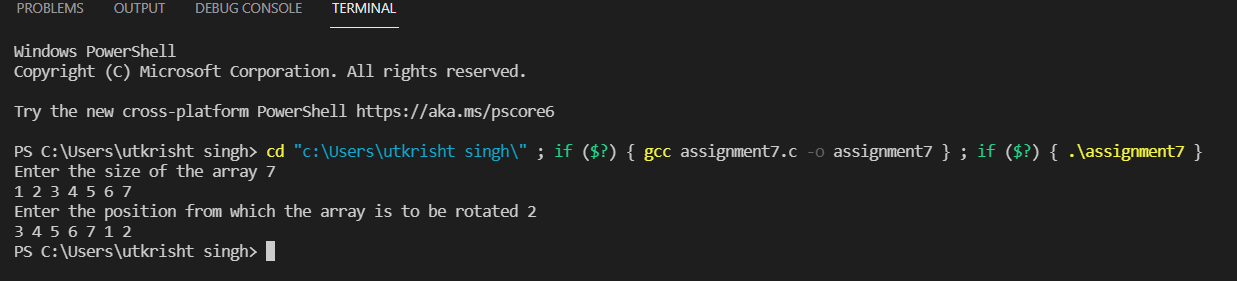 PROBLEMS OUTPUT DEBUG CONSOLE TERMINAL
Windows PowerShell
Copyright (C) Microsoft Corporation. All rights reserved.
Try the new cross-platform PowerShell https://aka.ms/pscore6
PS C:\Users\utkrisht singh> cd "c:\Users\utkrisht singh\" ; if ($?) { gcc assignment7.c -o assignment7 } ; if ($?) { .\assignment7 }
Enter the size of the array 7
1 2 3 4 5 6 7
Enter the position from which the array is to be rotated 2
3 4 5 6 7 1 2
PS C:\Users\utkrisht singh>